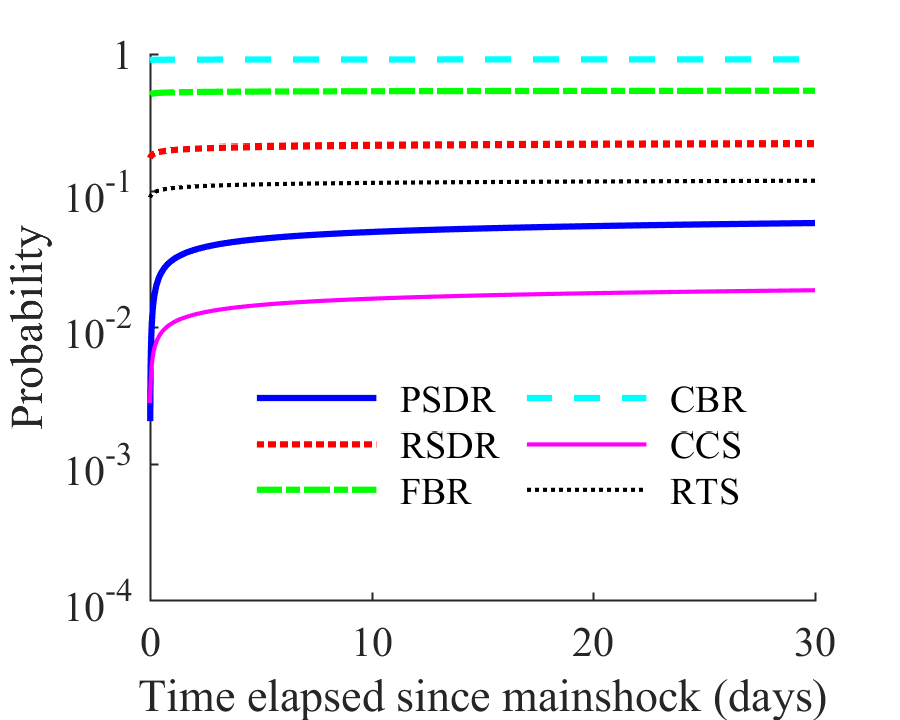 1
10^-1
10^-2
10^-3
10^-4
Probability
PSDR CBR
RSDR CCS
FBR RTS
0 10 20 30
Time elapsed since mainshock (days)